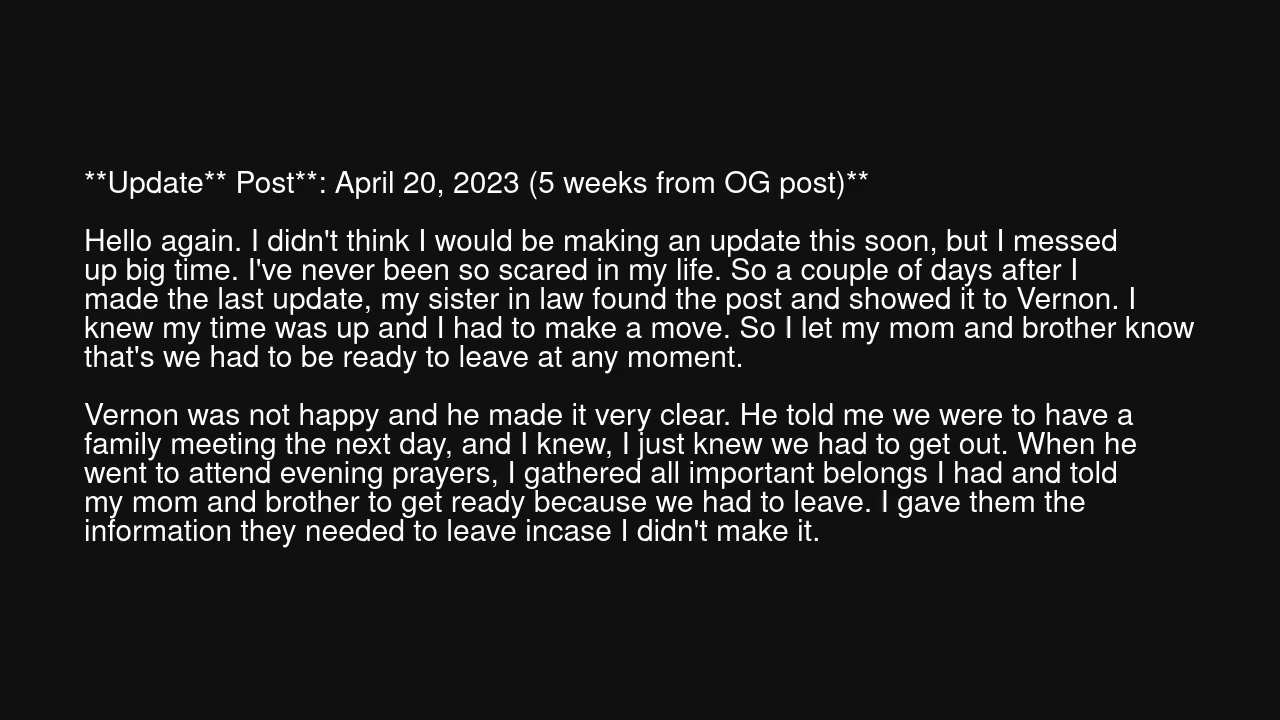 **Update** Post**: April 20, 2023 (5 weeks from OG post)**
Hello again. I didn't think I would be making an update this soon, but I messed
up big time. I've never been so scared in my life. So a couple of days after I
made the last update, my sister in law found the post and showed it to Vernon. I
knew my time was up and I had to make a move. So I let my mom and brother know
that's we had to be ready to leave at any moment.
Vernon was not happy and he made it very clear. He told me we were to have a
family meeting the next day, and I knew, I just knew we had to get out. When he
went to attend evening prayers, I gathered all important belongs I had and told
my mom and brother to get ready because we had to leave. I gave them the
information they needed to leave incase I didn't make it.